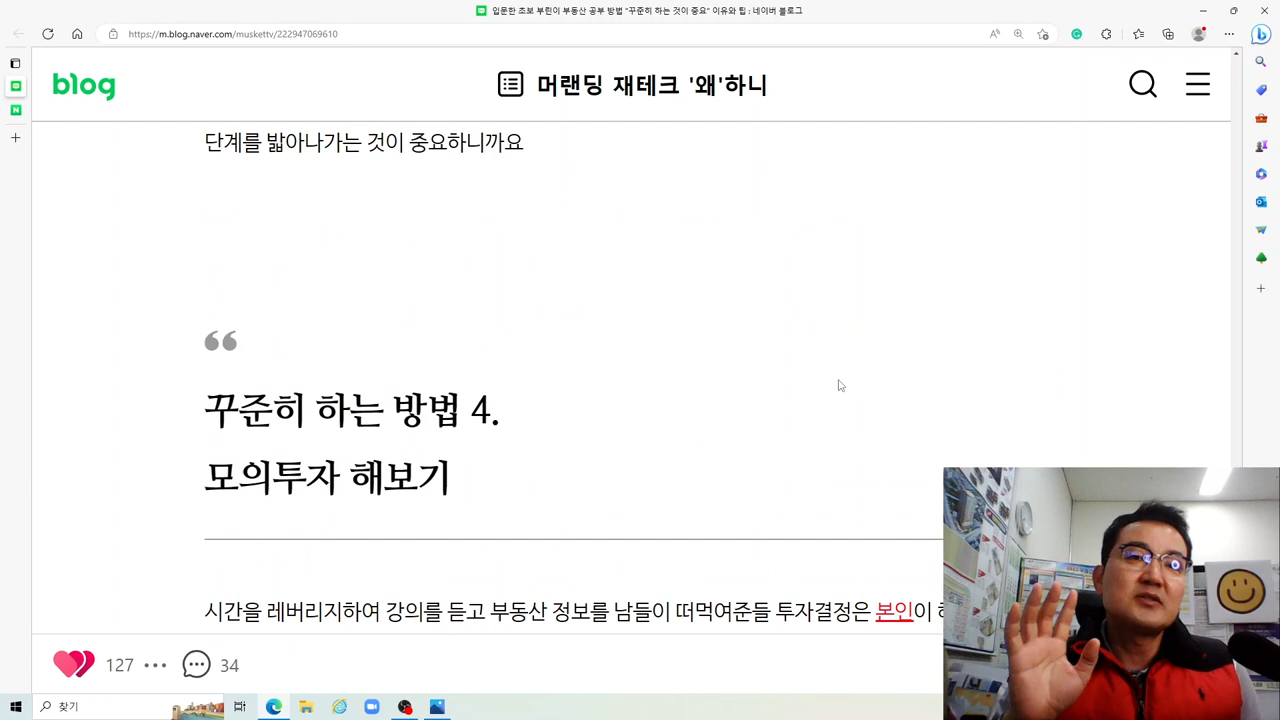 입문한 초보 부린이 부동산 공부 방법 "꾸준히 하는 것이 중요" 이유와 팁 : 네이버 블로그
https://m.blog.naver.com/muskettv/222947069610
blog
머랜딩 재테크 '왜'하니
단계를 밟아나가는 것이 중요하니까요
꾸준히 하는 방법 4.
모의투자 해보기
시간을 레버리지하여 강의를 듣고 부동산 정보를 남들이 떠먹여준들 투자결정은 본인이
127
34
찾기